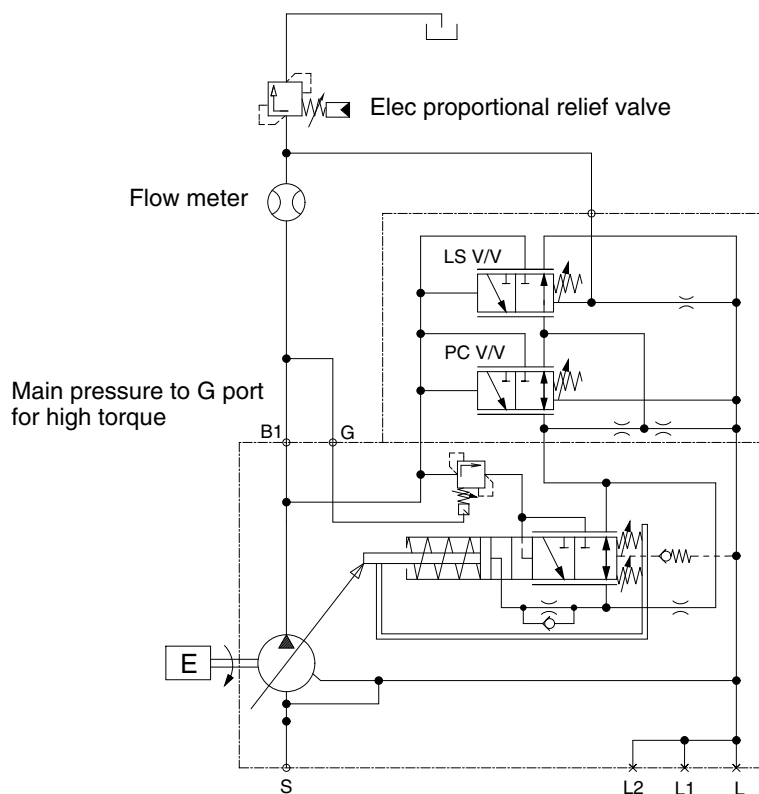 Elec proportional relief valve
Flow meter
LS V/V
PC V/V
Main pressure to G port
for high torque
B1
G
E
S
L2
L1
L